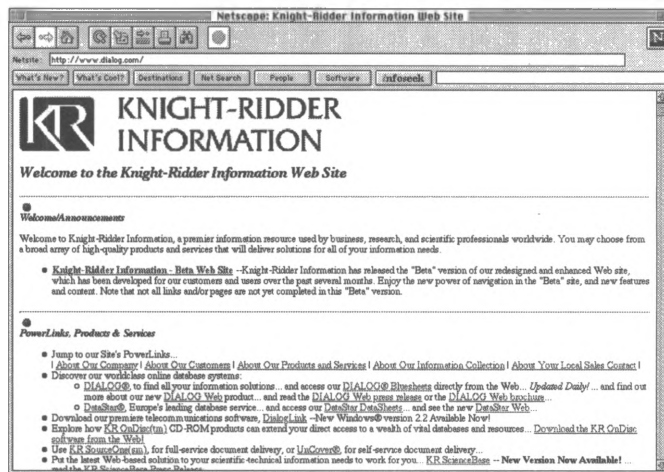 Netscape: Knight-Ridder Information Web Site
N
Netsite: http://www.dialog.com/
What's New? What's Cool? Destinations Net Search People Software infoseek
KR KNIGHT-RIDDER
INFORMATION
Welcome to the Knight-Ridder Information Web Site
Welcome/Announcements
Welcome to Knight-Ridder Information, a premier information resource used by business, research, and scientific professionals worldwide. You may choose from
a broad array of high-quality products and services that will deliver solutions for all of your information needs.
Knight-Ridder Information - Beta Web Site --Knight-Ridder Information has released the "Beta" version of our redesigned and enhanced Web site,
which has been developed for our customers and users over the past several months. Enjoy the new power of navigation in the "Beta" site, and new features
and content. Note that not all links and/or pages are not yet completed in this "Beta" version.
PowerLinks, Products & Services
Jump to our Site's PowerLinks...
| About Our Company | About Our Customers | About Our Products and Services | About Our Information Collection | About Your Local Sales Contact |
Discover our worldclass online database systems:
DIALOG®, to find all your information solutions... and access our DIALOG® Bluesheets directly from the Web... Updated Daily! ... and find out
more about our new DIALOG Web product... and read the DIALOG Web press release or the DIALOG Web brochure...
DataStar®, Europe's leading database service... and access our DataStar DataSheets... and see the new DataStar Web...
Download our premiere telecommunications software, DialogLink --New Windows® version 2.2 Available Now!
Explore how KR OnDisc(tm) CD-ROM products can extend your direct access to a wealth of vital databases and resources... Download the KR OnDisc
software from the Web!
Use KR SourceOne(sm), for full-service document delivery, or UnCover®, for self-service document delivery...
Put the latest Web-based solution to your scientific-technical information needs to work for you... KR ScienceBase -- New Version Now Available! ...
read the KR ScienceBase Press Release